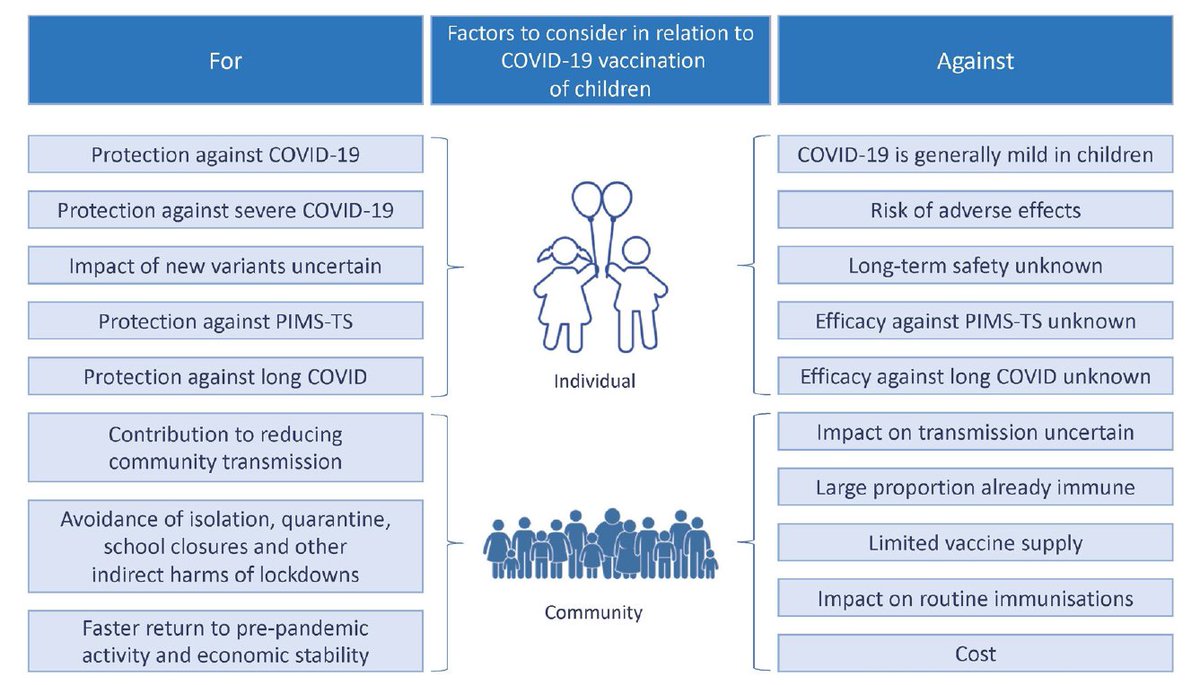 For
Factors to consider in relation to
COVID-19 vaccination
of children
Against
Protection against COVID-19
Protection against severe COVID-19
Impact of new variants uncertain
Protection against PIMS-TS
Protection against long COVID
Individual
COVID-19 is generally mild in children
Risk of adverse effects
Long-term safety unknown
Efficacy against PIMS-TS unknown
Efficacy against long COVID unknown
Contribution to reducing
community transmission
Avoidance of isolation, quarantine,
school closures and other
indirect harms of lockdowns
Faster return to pre-pandemic
activity and economic stability
Community
Impact on transmission uncertain
Large proportion already immune
Limited vaccine supply
Impact on routine immunisations
Cost